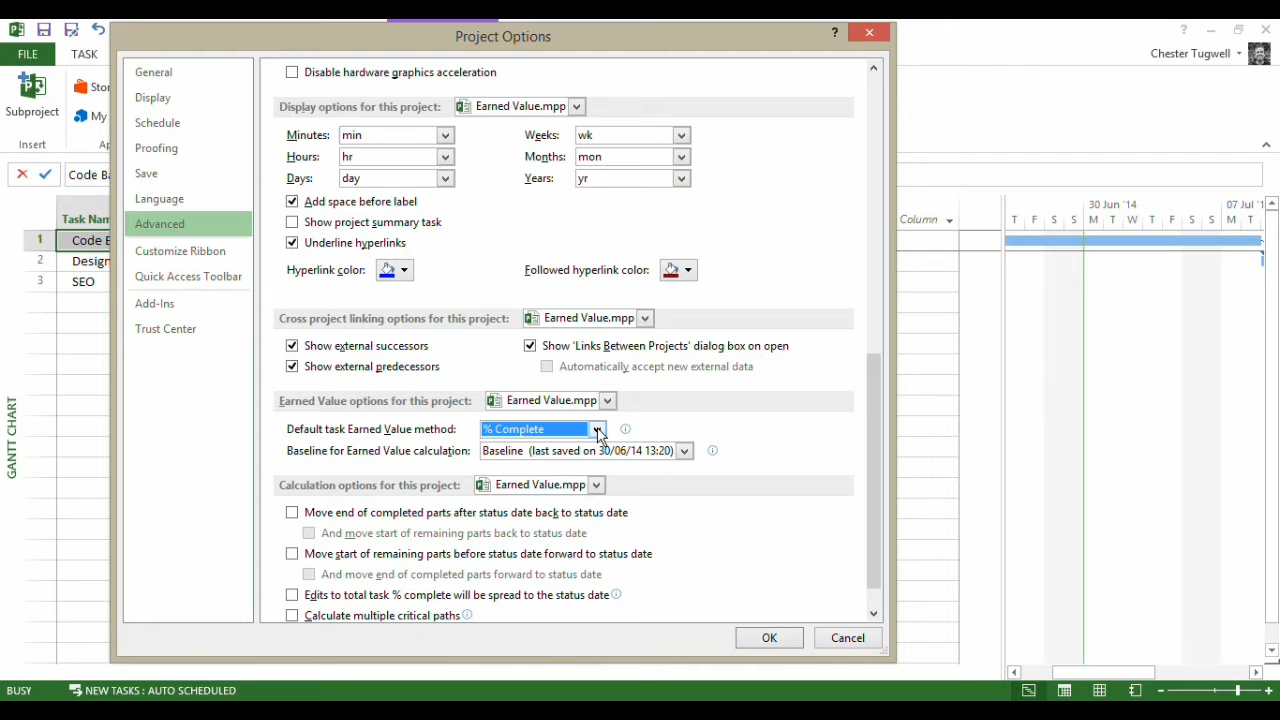 Project Options
?
FILE
TASK
Chester Tugwell
Subproject
Stor
My
Insert
Ap
Code Ba
General
Display
Schedule
Proofing
Save
Language
Advanced
Customize Ribbon
Quick Access Toolbar
Add-Ins
Trust Center
Disable hardware graphics acceleration
Display options for this project: Earned Value.mpp
Minutes: min Weeks: wk
Hours: hr Months: mon
Days: day Years: yr
Add space before label
Show project summary task
Underline hyperlinks
Hyperlink color: Followed hyperlink color:
Cross project linking options for this project: Earned Value.mpp
Show external successors Show 'Links Between Projects' dialog box on open
Show external predecessors Automatically accept new external data
Earned Value options for this project: Earned Value.mpp
Default task Earned Value method: % Complete
Baseline for Earned Value calculation: Baseline (last saved on 30/06/14 13:20)
Calculation options for this project: Earned Value.mpp
Move end of completed parts after status date back to status date
And move start of remaining parts back to status date
Move start of remaining parts before status date forward to status date
And move end of completed parts forward to status date
Edits to total task % complete will be spread to the status date
Calculate multiple critical paths
OK Cancel
Task Nam
1 Code B
2 Design
3 SEO
Column
30 Jun '14 07 Jul '1
T F S S M T W T F S S M T
GANTT CHART
BUSY NEW TASKS : AUTO SCHEDULED